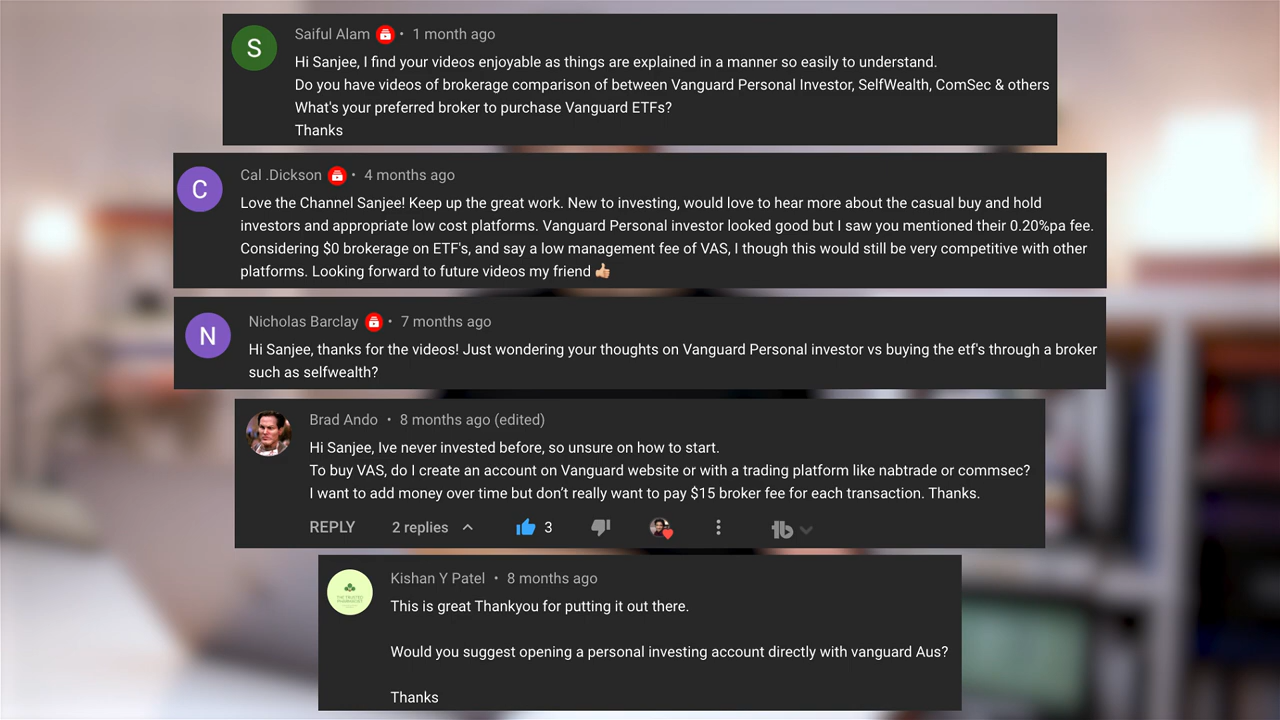 Saiful Alam • 1 month ago
Hi Sanjee, I find your videos enjoyable as things are explained in a manner so easily to understand.
Do you have videos of brokerage comparison of between Vanguard Personal Investor, SelfWealth, ComSec & others
What's your preferred broker to purchase Vanguard ETFs?
Thanks
Cal .Dickson • 4 months ago
Love the Channel Sanjee! Keep up the great work. New to investing, would love to hear more about the casual buy and hold
investors and appropriate low cost platforms. Vanguard Personal investor looked good but I saw you mentioned their 0.20%pa fee.
Considering $0 brokerage on ETF's, and say a low management fee of VAS, I though this would still be very competitive with other
platforms. Looking forward to future videos my friend 👍🏼
Nicholas Barclay • 7 months ago
Hi Sanjee, thanks for the videos! Just wondering your thoughts on Vanguard Personal investor vs buying the etf's through a broker
such as selfwealth?
Brad Ando • 8 months ago (edited)
Hi Sanjee, Ive never invested before, so unsure on how to start.
To buy VAS, do I create an account on Vanguard website or with a trading platform like nabtrade or commsec?
I want to add money over time but don’t really want to pay $15 broker fee for each transaction. Thanks.
REPLY 2 replies 3
Kishan Y Patel • 8 months ago
This is great Thankyou for putting it out there.
Would you suggest opening a personal investing account directly with vanguard Aus?
Thanks
S
C
N